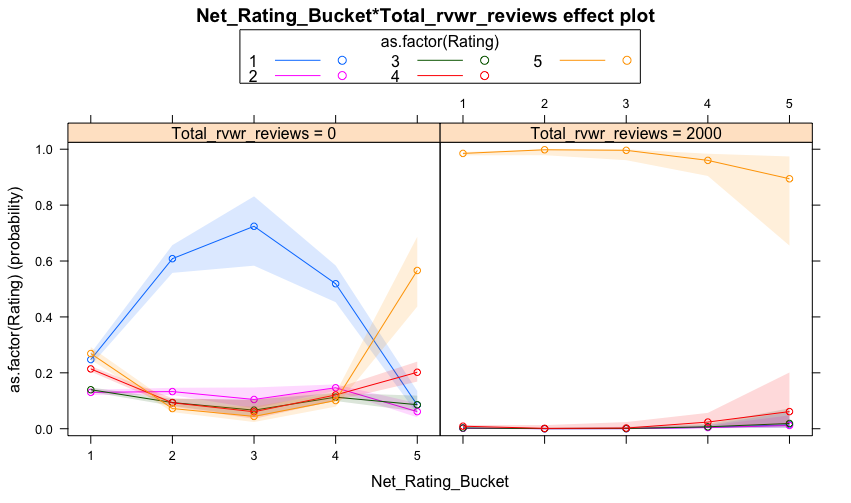 Net_Rating_Bucket*Total_rvwr_reviews effect plot
as.factor(Rating)
1 3 5
2 4
1 2 3 4 5
Total_rvwr_reviews = 0 Total_rvwr_reviews = 2000
as.factor(Rating) (probability)
1.0
0.8
0.6
0.4
0.2
0.0
1 2 3 4 5
Net_Rating_Bucket